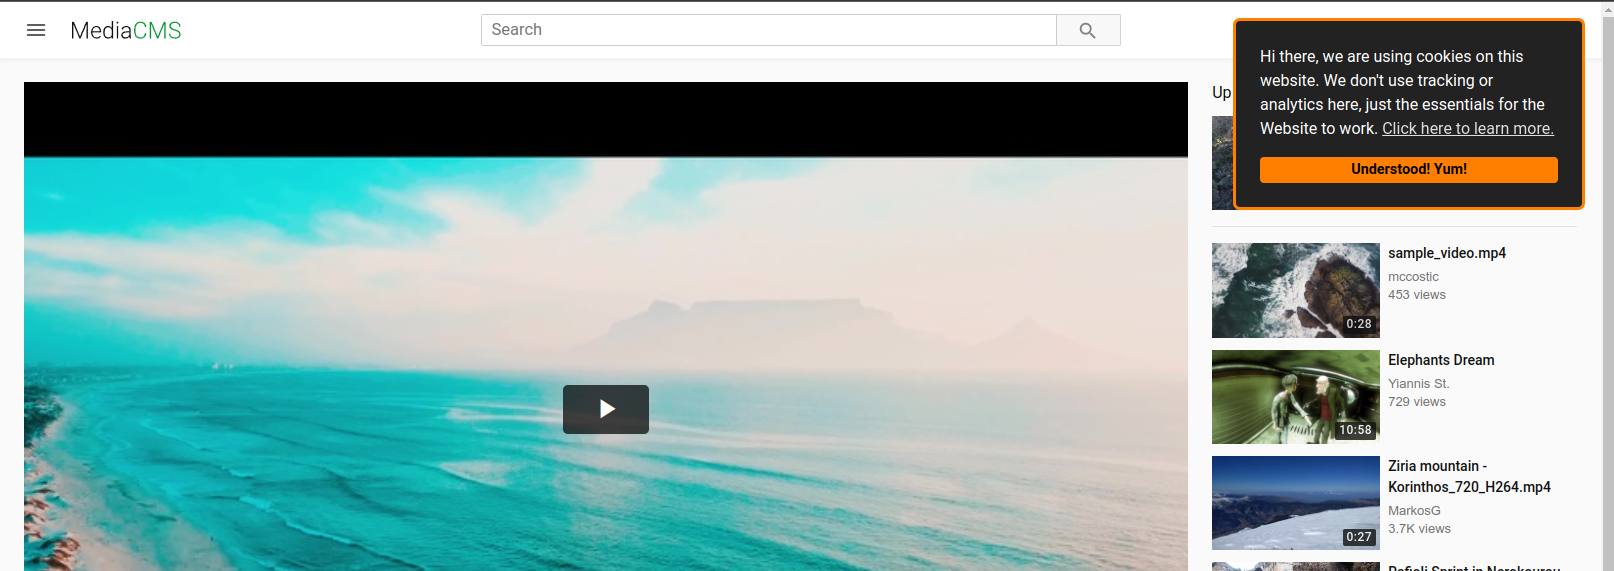 MediaCMS
Search
Hi there, we are using cookies on this
website. We don't use tracking or
analytics here, just the essentials for the
Website to work. Click here to learn more.
Understood! Yum!
Up
sample_video.mp4
mccostic
453 views
0:28
Elephants Dream
Yiannis St.
729 views
10:58
Ziria mountain -
Korinthos_720_H264.mp4
MarkosG
3.7K views
0:27